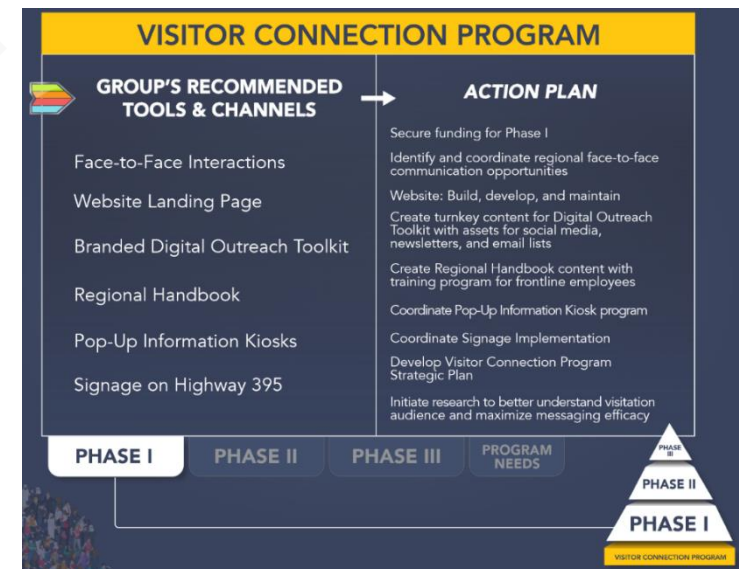 VISITOR CONNECTION PROGRAM
GROUP'S RECOMMENDED
TOOLS & CHANNELS
Face-to-Face Interactions
Website Landing Page
Branded Digital Outreach Toolkit
Regional Handbook
Pop-Up Information Kiosks
Signage on Highway 395
ACTION PLAN
Secure funding for Phase I
Identify and coordinate regional face-to-face
communication opportunities
Website: Build, develop, and maintain
Create turnkey content for Digital Outreach
Toolkit with assets for social media,
newsletters, and email lists
Create Regional Handbook content with
training program for frontline employees
Coordinate Pop-Up Information Kiosk program
Coordinate Signage Implementation
Develop Visitor Connection Program
Strategic Plan
Initiate research to better understand visitation
audience and maximize messaging efficacy
PHASE I
PHASE II
PHASE III
PROGRAM
NEEDS
PHASE
III
PHASE II
PHASE I
VISITOR CONNECTION PROGRAM